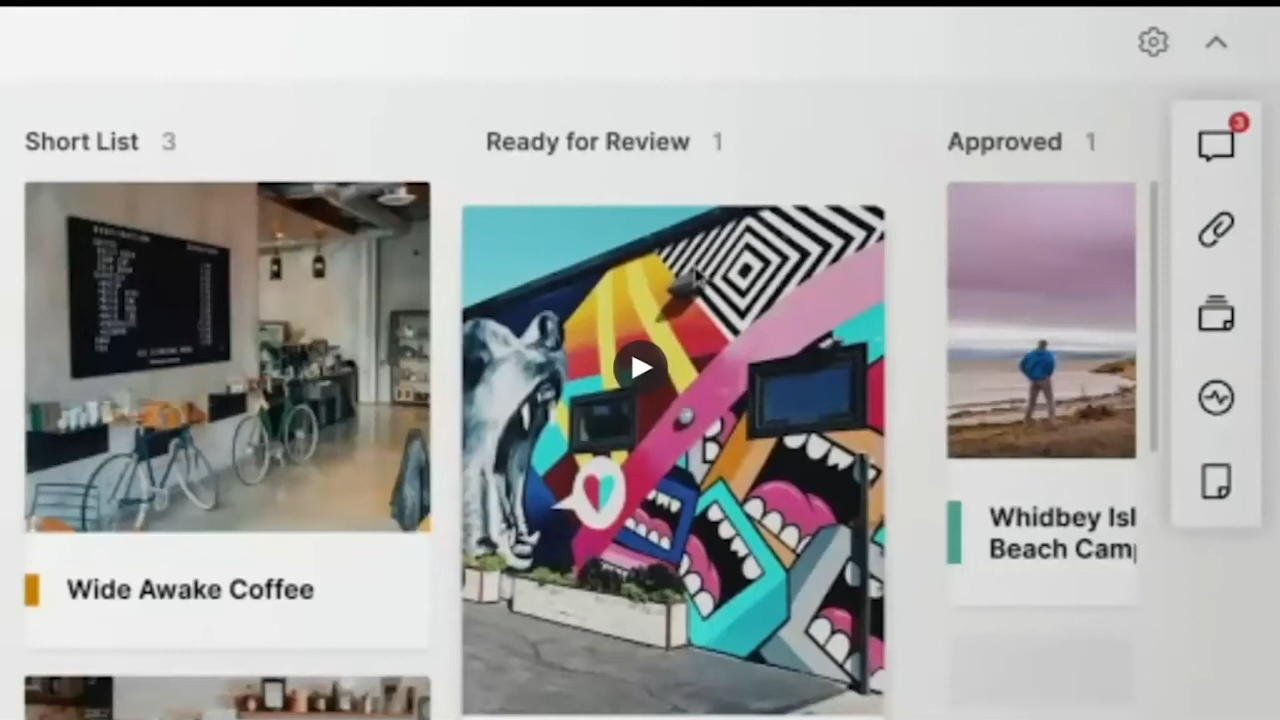 Short List 3
Ready for Review 1
Approved 1
3
Wide Awake Coffee
Whidbey Isl
Beach Cam